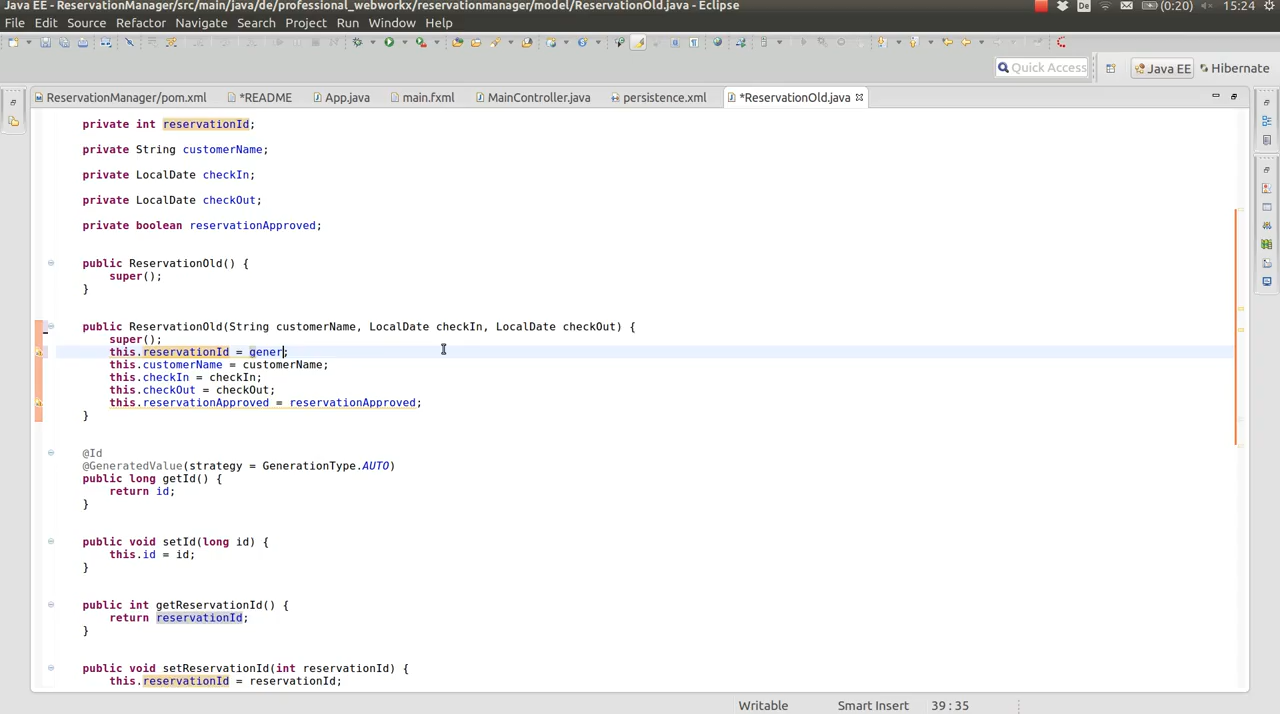 Java EE - ReservationManager/src/main/java/de/professional_webworkx/reservationmanager/model/ReservationOld.java - Eclipse
De
(0:20)
15:24
File Edit Source Refactor Navigate Search Project Run Window Help
Quick Access
Java EE
Hibernate
ReservationManager/pom.xml
*README
App.java
main.fxml
MainController.java
persistence.xml
*ReservationOld.java
private int reservationId;
private String customerName;
private LocalDate checkIn;
private LocalDate checkOut;
private boolean reservationApproved;
public ReservationOld() {
super();
}
public ReservationOld(String customerName, LocalDate checkIn, LocalDate checkOut) {
super();
this.reservationId = gener;
this.customerName = customerName;
this.checkIn = checkIn;
this.checkOut = checkOut;
this.reservationApproved = reservationApproved;
}
@Id
@GeneratedValue(strategy = GenerationType.AUTO)
public long getId() {
return id;
}
public void setId(long id) {
this.id = id;
}
public int getReservationId() {
return reservationId;
}
public void setReservationId(int reservationId) {
this.reservationId = reservationId;
Writable
Smart Insert
39 : 35